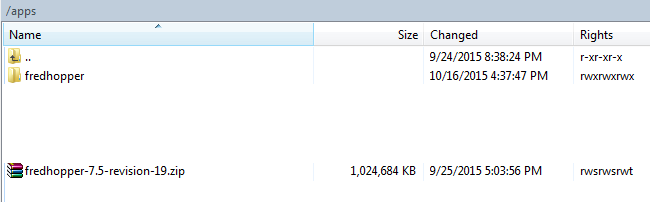 /apps
Name Size Changed Rights
.. 9/24/2015 8:38:24 PM r-xr-xr-x
fredhopper 10/16/2015 4:37:47 PM rwxrwxrwx
fredhopper-7.5-revision-19.zip 1,024,684 KB 9/25/2015 5:03:56 PM rwsrwsrwt